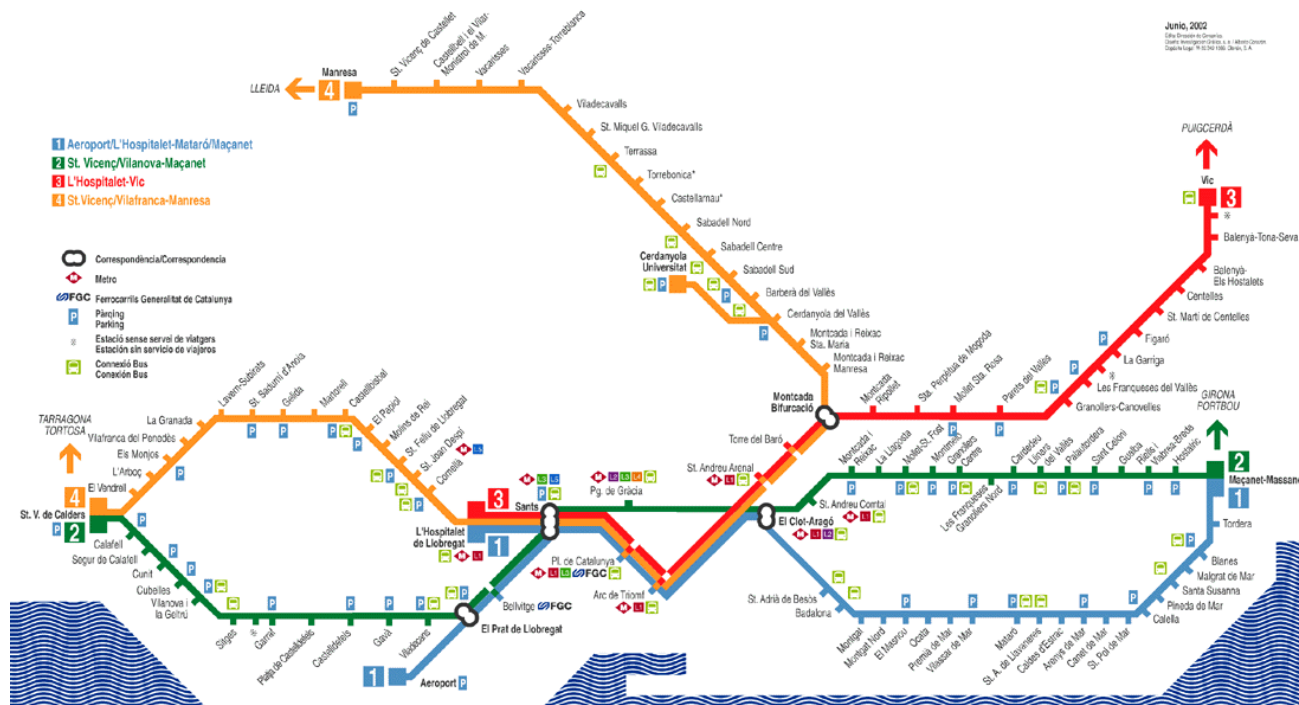 Junio, 2002
LLEIDA
4
Manresa
P
St. Vicenç de Castellet
Castellbell i el Vilar-
Monistrol de M.
Vacarisses
Vacarisses-Torreblanca
Viladecavalls
St. Miquel G. Viladecavalls
Terrassa
Torrebonica*
Castellarnau*
Sabadell Nord
Sabadell Centre
Sabadell Sud
Barberà del Vallès
Cerdanyola del Vallès
Cerdanyola
Universitat
P
P
P
Montcada i Reixac
Sta. Maria
Montcada i Reixac
Manresa
1 Aeroport/L'Hospitalet-Mataró/Maçanet
2 St. Vicenç/Vilanova-Maçanet
3 L'Hospitalet-Vic
4 St.Vicenç/Vilafranca-Manresa
Correspondència/Correspondencia
M Metro
FGC Ferrocarrils Generalitat de Catalunya
P Pàrqing
Parking
Estació sense servei de viatgers
Estación sin servicio de viajeros
Connexió Bus
Conexión Bus
PUIGCERDÀ
Vic
3
Balenyà-Tona-Seva
Balenyà-
Els Hostalets
Centelles
St. Martí de Centelles
Figaró
La Garriga
Les Franqueses del Vallès
Granollers-Canovelles
Parets del Vallès
Mollet Sta. Rosa
Sta. Perpètua de Mogoda
Montcada
Ripollet
Montcada
Bifurcació
Torre del Baró
St. Andreu Arenal
M L1
GIRONA
PORTBOU
2
Maçanet-Massanes
1
TARRAGONA
TORTOSA
4
St. V. de Calders
P 2
El Vendrell
L'Arboç
Els Monjos
Vilafranca del Penedès
La Granada
Lavern-Subirats
St. Sadurní d'Anoia
Gelida
Martorell
Castellbisbal
El Papiol
Molins de Rei
St. Feliu de Llobregat
St. Joan Despí
Cornellà
3
L'Hospitalet
de Llobregat
1
M L1
Sants
M L3 L5
P
Pg. de Gràcia
M L2 L3 L4
Pl. de Catalunya
M L1 L3 FGC
Arc de Triomf
M L1
El Clot-Aragó
M L1 L2
St. Andreu Comtal
M L1
Montcada i
Reixac
La Llagosta
Mollet-St. Fost
Montmeló
Granollers
Centre
Les Franqueses
Granollers Nord
Cardedeu
Llinars
del Vallès
Palautordera
Sant Celoni
Gualba
Riells i
Viabrea-Breda
Hostalric
Calafell
Segur de Calafell
Cunit
Cubelles
Vilanova i
la Geltrú
Sitges
Garraf
Platja de Castelldefels
Castelldefels
Gavà
Viladecans
El Prat de Llobregat
Bellvitge FGC
1
Aeroport P
St. Adrià de Besòs
Badalona
Montgat
Montgat Nord
El Masnou
Ocata
Premià de Mar
Vilassar de Mar
Mataró
St. A. de Llavaneres
Caldes d'Estrac
Arenys de Mar
Canet de Mar
St. Pol de Mar
Calella
Pineda de Mar
Santa Susanna
Malgrat de Mar
Blanes
Tordera